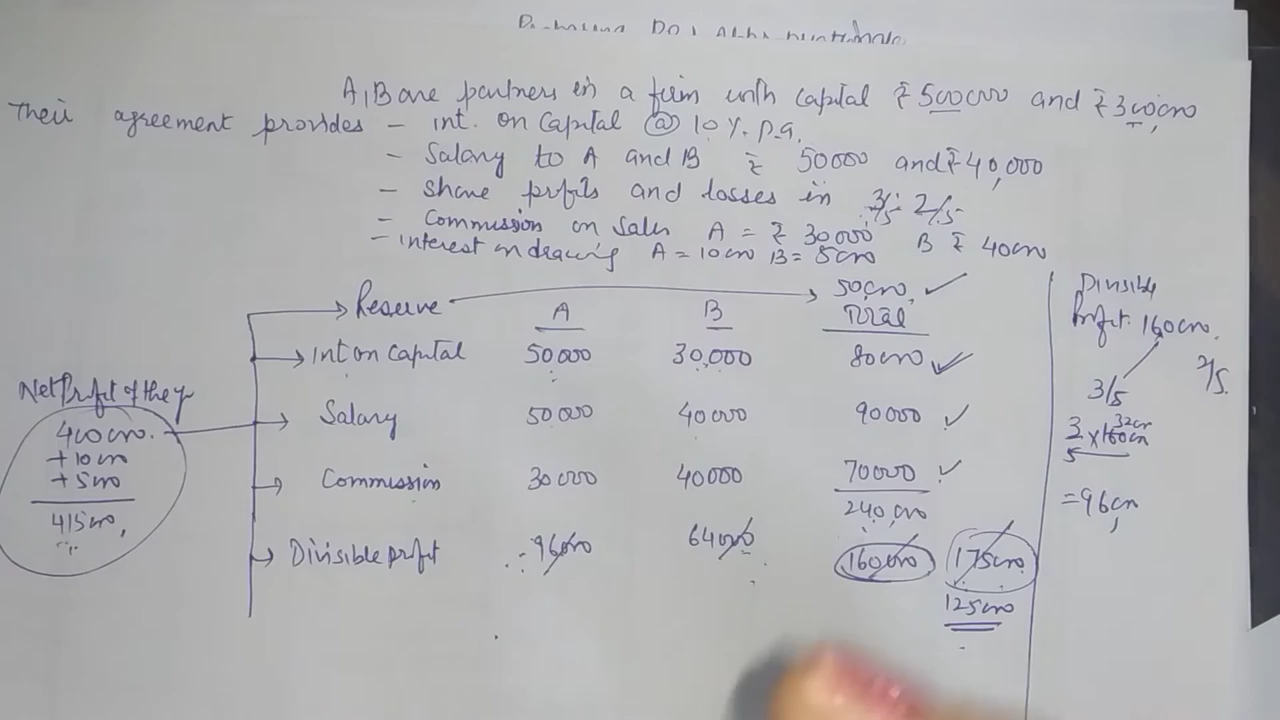 A, B are partners in a firm with capital ₹ 500000 and ₹ 300000
Their agreement provides - int. on Capital @ 10 %. p.a.
- Salary to A and B ₹ 50000 and ₹ 40,000
- Share profits and losses in 3/5 : 2/5
- Commission on Sales A = ₹ 30000 B ₹ 40000
- interest on drawing A = 10000 B = 5000
Reserve 50000
A B Total
Int on Capital 50000 30,000 80000
Salary 50000 40000 90000
Commission 30000 40000 70000
240,000
Divisible profit 96000 64000 160000 175000
125000
Net Profit of the
400000.
+ 10000
+ 5000
415000
Divisible
Profit. 160000.
3/5
2/5.
32000
3/5 x 160000
= 96000